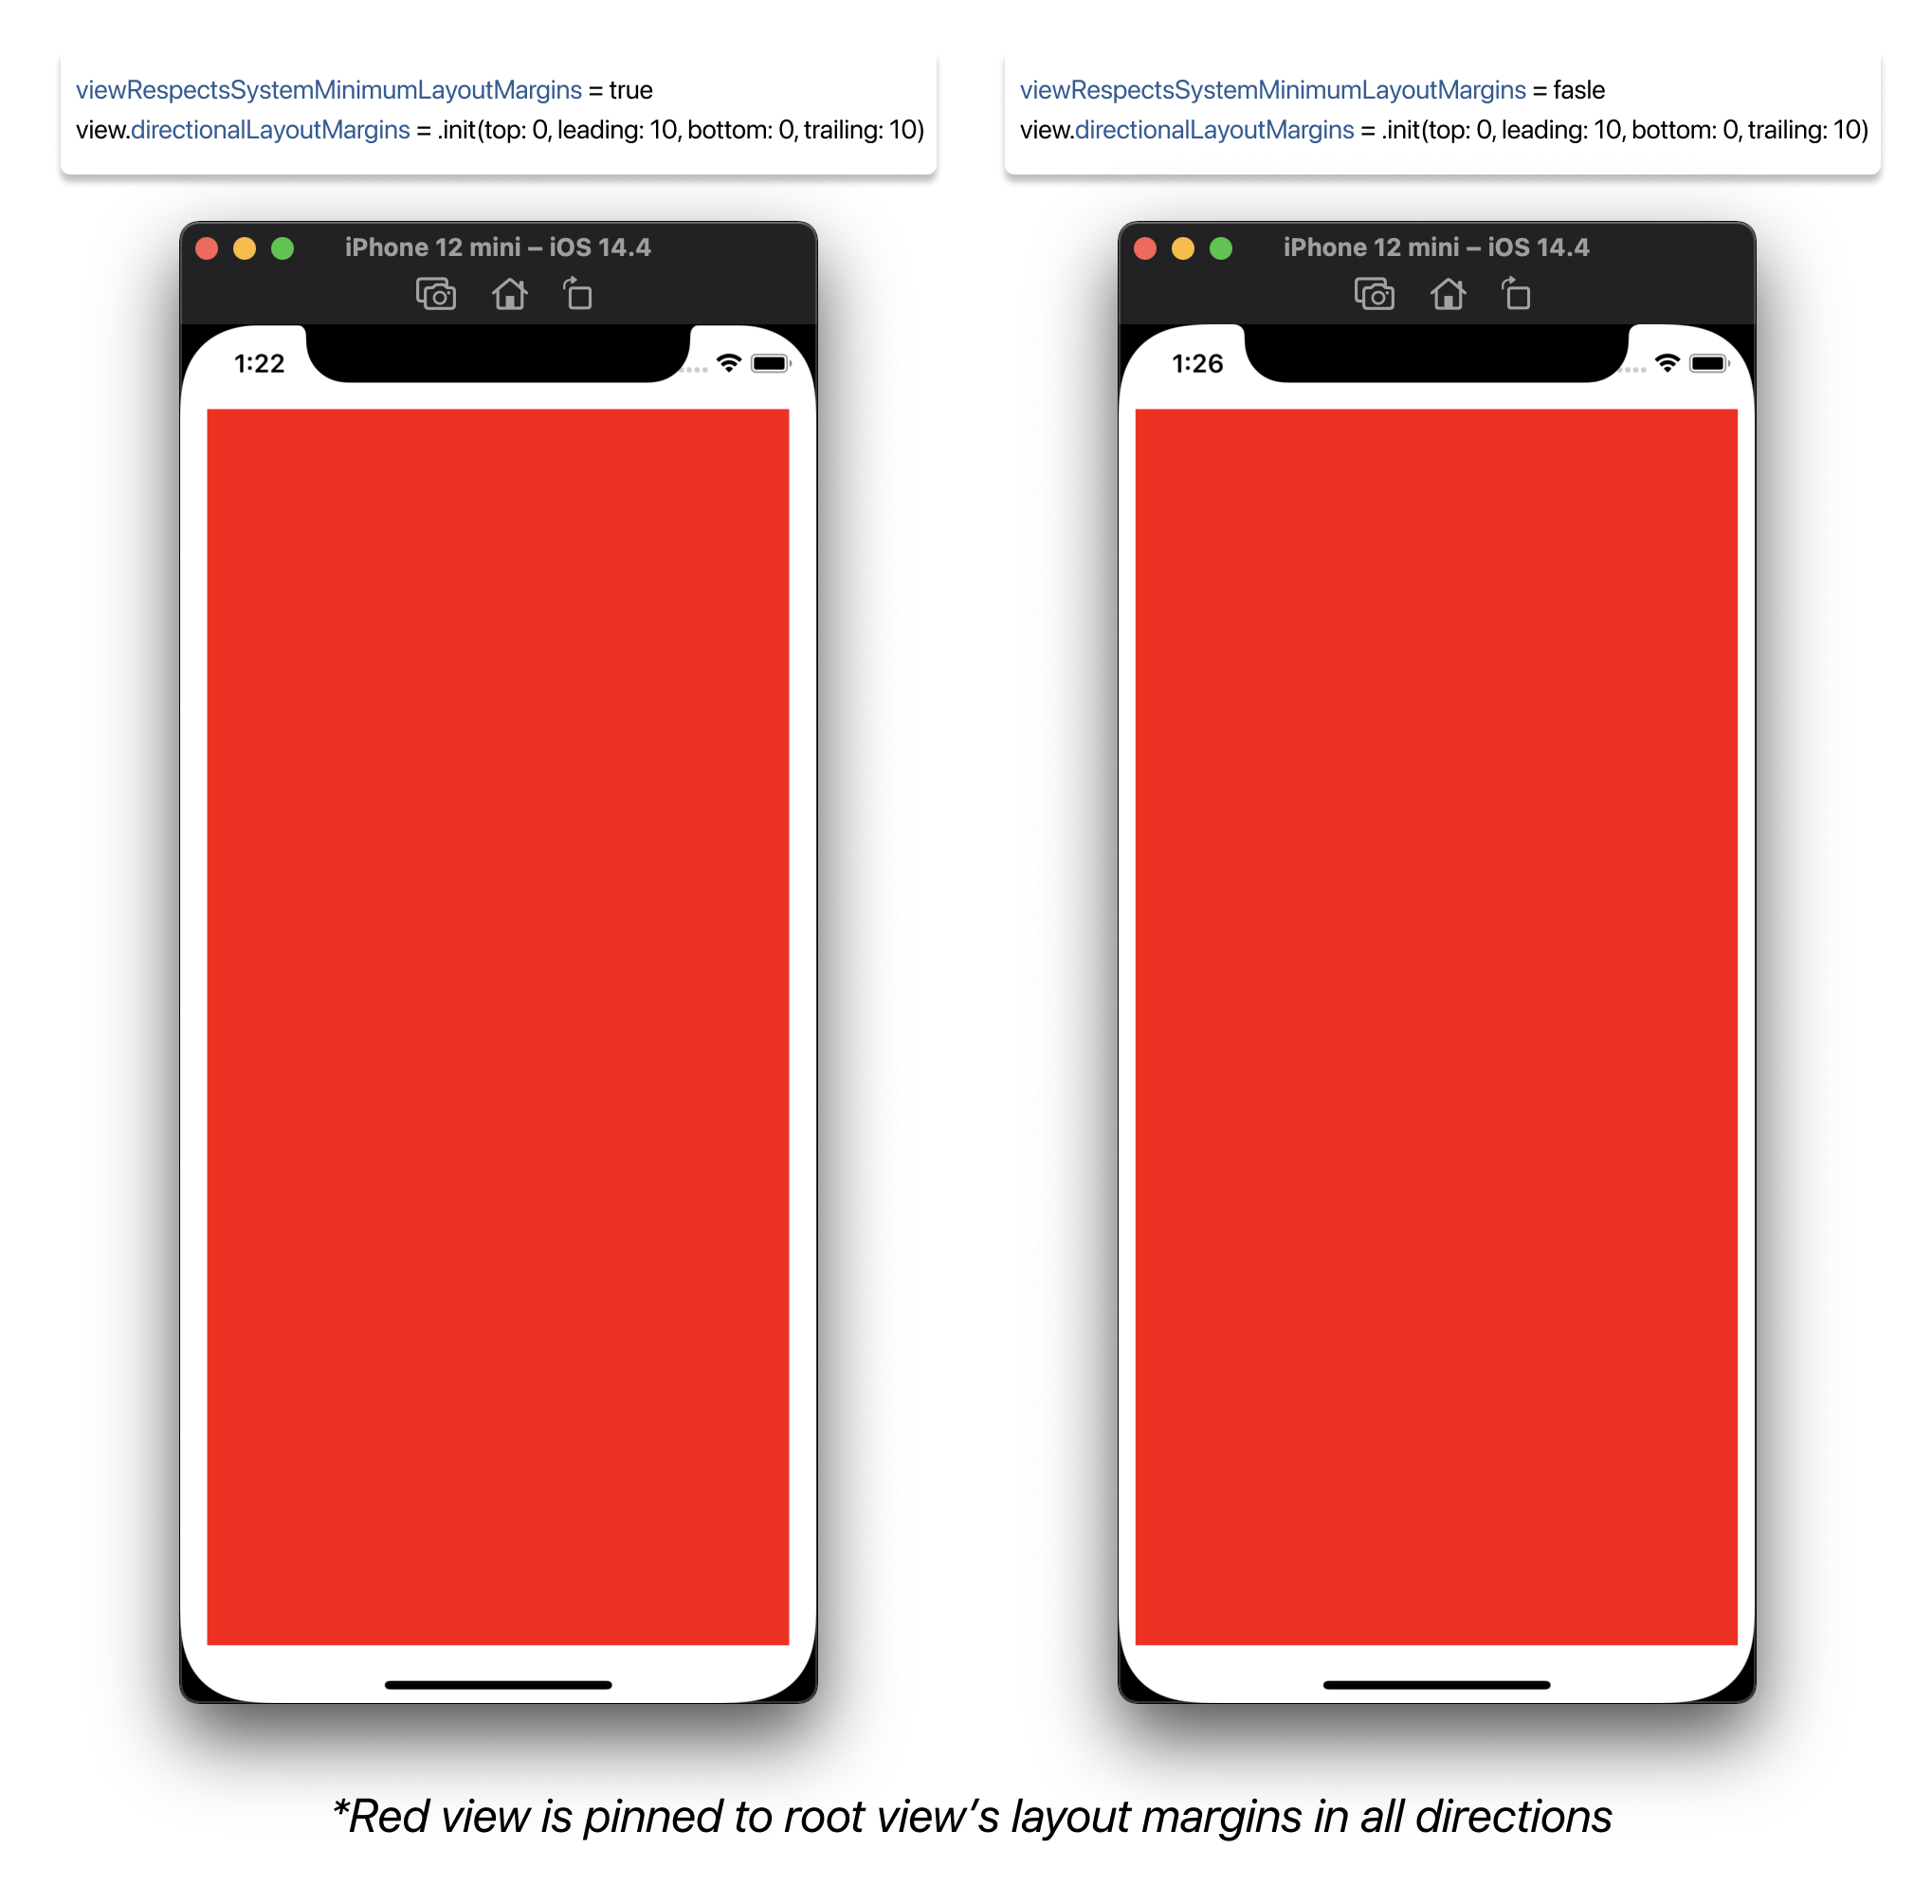 viewRespectsSystemMinimumLayoutMargins = true
view.directionalLayoutMargins = .init(top: 0, leading: 10, bottom: 0, trailing: 10)
viewRespectsSystemMinimumLayoutMargins = fasle
view.directionalLayoutMargins = .init(top: 0, leading: 10, bottom: 0, trailing: 10)
iPhone 12 mini – iOS 14.4
1:22
iPhone 12 mini – iOS 14.4
1:26
*Red view is pinned to root view’s layout margins in all directions